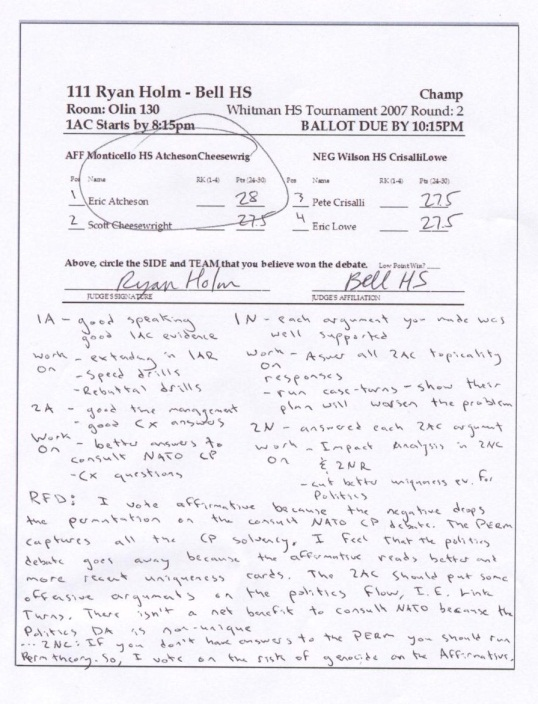 111 Ryan Holm - Bell HS Champ
Room: Olin 130 Whitman HS Tournament 2007 Round: 2
1AC Starts by 8:15pm BALLOT DUE BY 10:15PM
AFF Monticello HS AtchesonCheesewrig NEG Wilson HS CrisalliLowe
Pos Name RK (1-4) Pts (24-30) Pos Name RK (1-4) Pts (24-30)
1 Eric Atcheson 28 3 Pete Crisalli 27.5
2 Scott Cheesewright 27.5 4 Eric Lowe 27.5
Above, circle the SIDE and TEAM that you believe won the debate. Low Point Win?
Ryan Holm Bell HS
JUDGE'S SIGNATURE JUDGE'S AFFILIATION
1A - good speaking 1N - each argument you made was
good 1AC evidence well supported
work - extending in 1AR work - Answer all 2AC topicality
on - Speed drills on responses
- Rebuttal drills - run case-turns - show their
plan will worsen the problem
2A - good time management 2N - answered each 2AC argument
- good CX answers
Work - better answers to work - Impact Analysis in 2NC
on consult NATO CP on & 2NR
- CX questions - cut better uniqueness ev. for
Politics
RFD: I vote affirmative because the negative drops
the permutation on the consult NATO CP debate. The PERM
captures all the CP solvency. I feel that the politics
debate goes away because the affirmative reads better and
more recent uniqueness cards. The 2AC should put some
offensive arguments on the politics flow, I.E. Link
Turns. There isn't a net benefit to consult NATO because the
Politics DA is non-unique
... 2NC: If you don't have answers to the PERM you should run
Perm theory. So, I vote on the risk of genocide on the Affirmative.